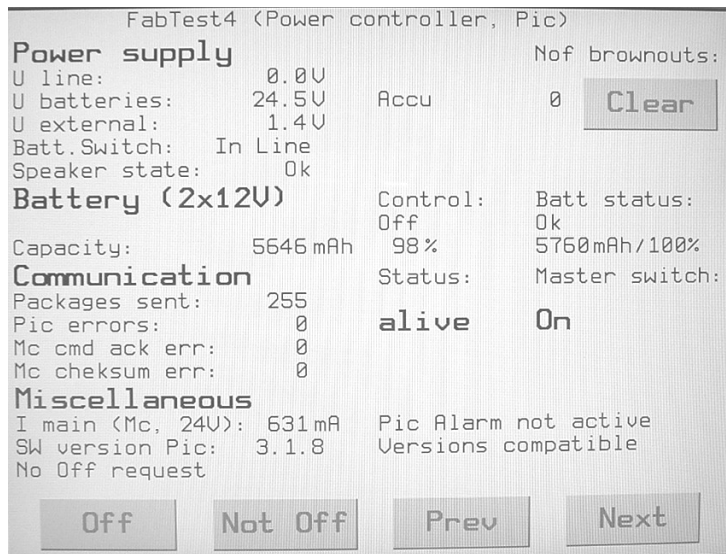 FabTest4 (Power controller, Pic)
Power supply Nof brownouts:
U line: 0.0V
U batteries: 24.5V Accu 0 Clear
U external: 1.4V
Batt.Switch: In Line
Speaker state: Ok
Battery (2x12V) Control: Batt status:
Off Ok
Capacity: 5646mAh 98% 5760mAh/100%
Communication Status: Master switch:
Packages sent: 255
Pic errors: 0 alive On
Mc cmd ack err: 0
Mc cheksum err: 0
Miscellaneous
I main (Mc, 24V): 631mA Pic Alarm not active
SW version Pic: 3.1.8 Versions compatible
No Off request
Off Not Off Prev Next